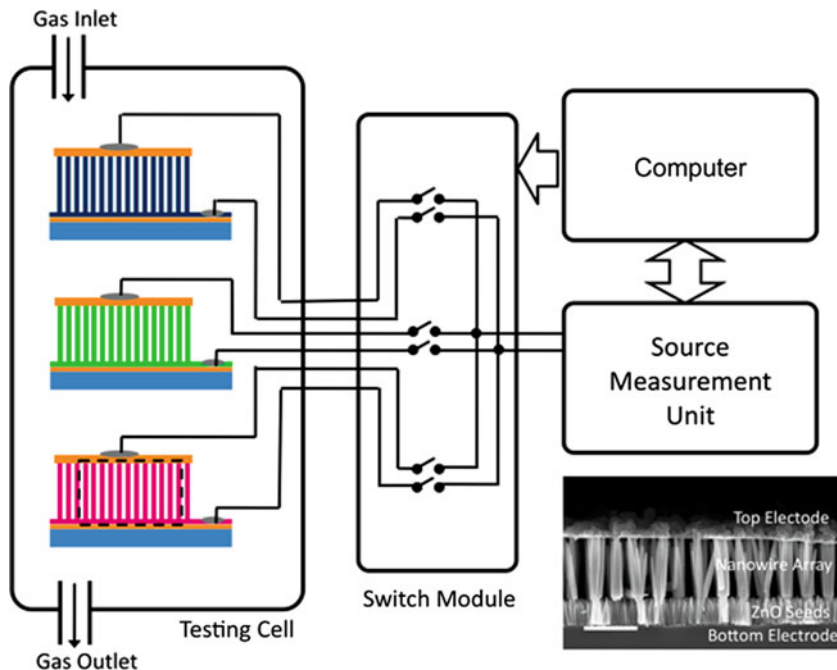 Gas Inlet
Computer
Source
Measurement
Unit
Top Electode
Nanowire Array
ZnO Seeds
Bottom Electrode
Switch Module
Testing Cell
Gas Outlet